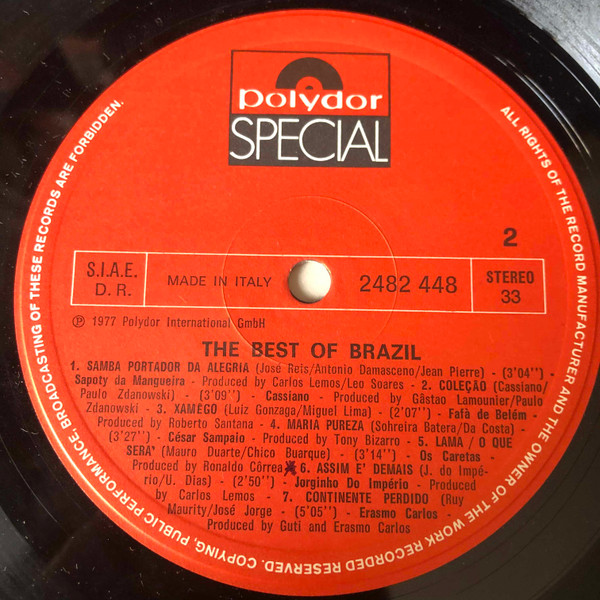 polydor
SPECIAL
2
S.I.A.E.
D. R.
MADE IN ITALY
2482 448
STEREO
33
℗ 1977 Polydor International GmbH
THE BEST OF BRAZIL
1. SAMBA PORTADOR DA ALEGRIA (José Reis/Antonio Damasceno/Jean Pierre) - (3'04'') -
Sapoty da Mangueira - Produced by Carlos Lemos/Leo Soares - 2. COLEÇÃO (Cassiano/
Paulo Zdanowski) - (3'09'') - Cassiano - Produced by Gâstao Lamounier/Paulo
Zdanowski - 3. XAMEGO (Luiz Gonzaga/Miguel Lima) - (2'07'') - Fafà de Belém -
Produced by Roberto Santana - 4. MARIA PUREZA (Sohreira Batera/Da Costa) -
(3'27'') - César Sampaio - Produced by Tony Bizarro - 5. LAMA / O QUE
SERA' (Mauro Duarte/Chico Buarque) - (3'14'') - Os Caretas -
Produced by Ronaldo Côrrea 6. ASSIM E' DEMAIS (J. do Impé-
rio/U. Dias) - (2'50'') - Jorginho Do Império - Produced
by Carlos Lemos - 7. CONTINENTE PERDIDO (Ruy
Maurity/José Jorge) - (5'05'') - Erasmo Carlos -
Produced by Guti and Erasmo Carlos
ALL RIGHTS OF THE RECORD MANUFACTURER AND THE OWNER OF THE WORK RECORDED RESERVED. COPYING, PUBLIC PERFORMANCE, BROADCASTING OF THESE RECORDS ARE FORBIDDEN.